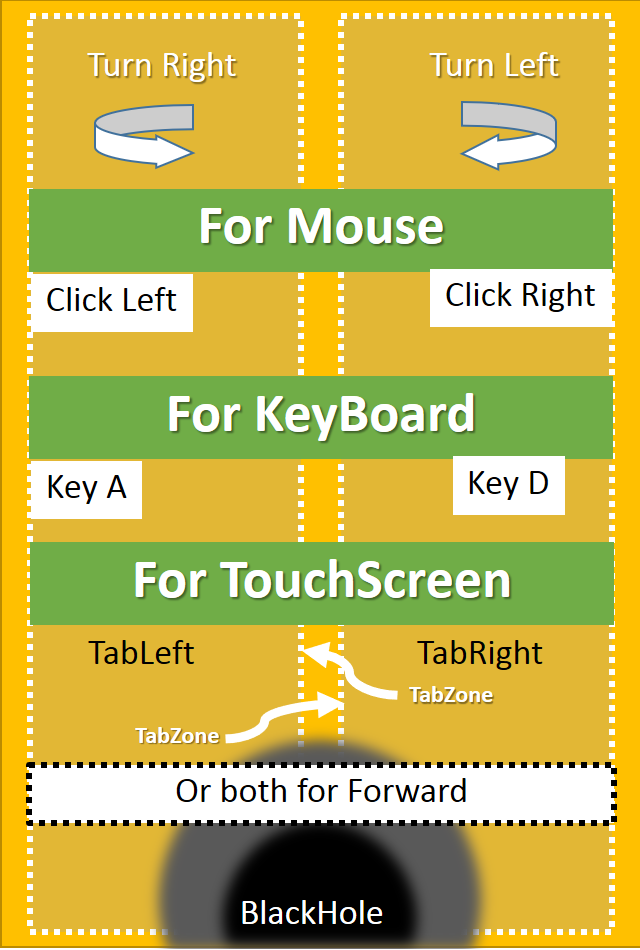 Turn Right
Turn Left
For Mouse
Click Left
Click Right
For KeyBoard
Key A
Key D
For TouchScreen
TabLeft
TabRight
TabZone
TabZone
Or both for Forward
BlackHole